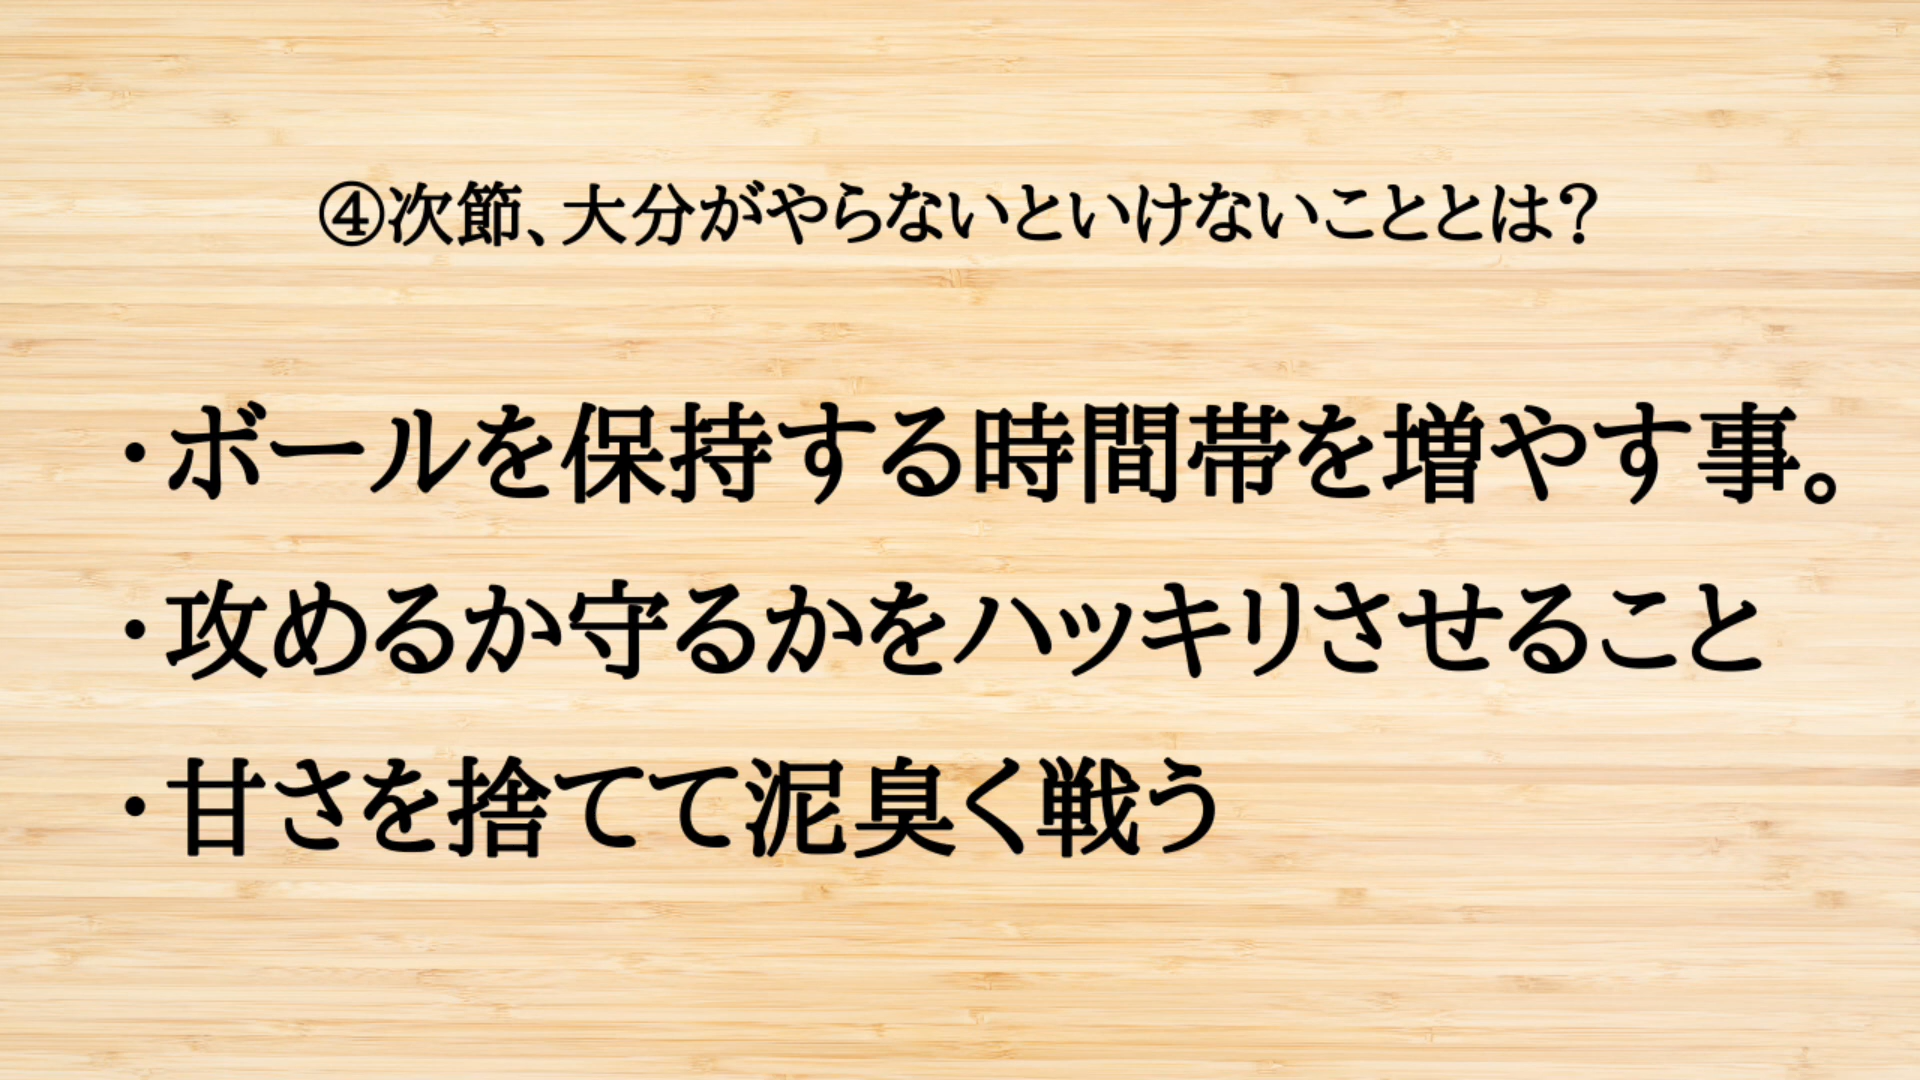 ④次節、大分がやらないといけないこととは？
・ボールを保持する時間帯を増やす事。
・攻めるか守るかをハッキリさせること
・甘さを捨てて泥臭く戦う